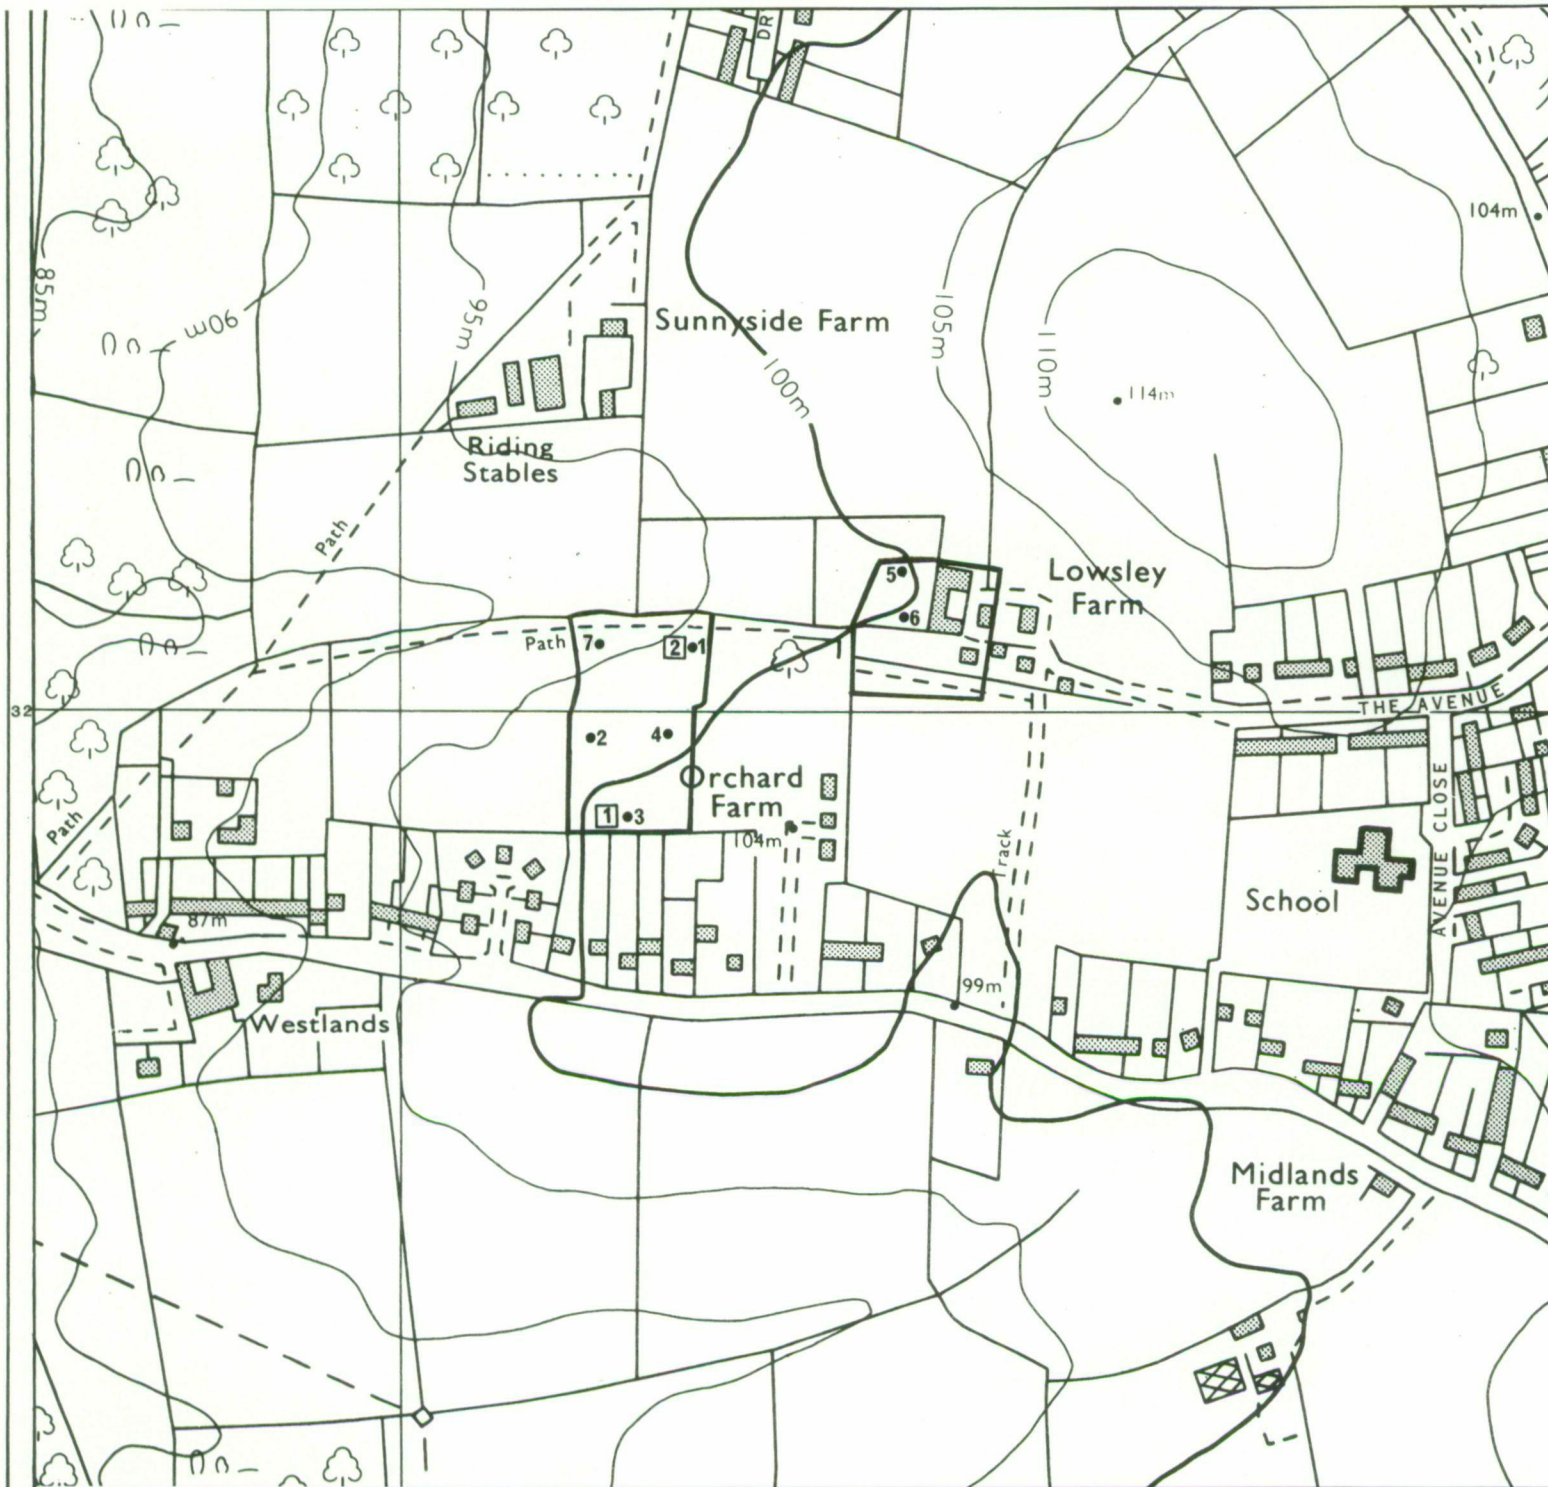 DR
104m
85m
90m
95m
Sunnyside Farm
105m
110m
114m
100m
Riding
Stables
Path
Lowsley
Farm
5
6
Path
7
2
1
32
THE AVENUE
2
4
Orchard
Farm
1
3
104m
Path
Track
AVENUE CLOSE
School
87m
99m
Westlands
Midlands
Farm